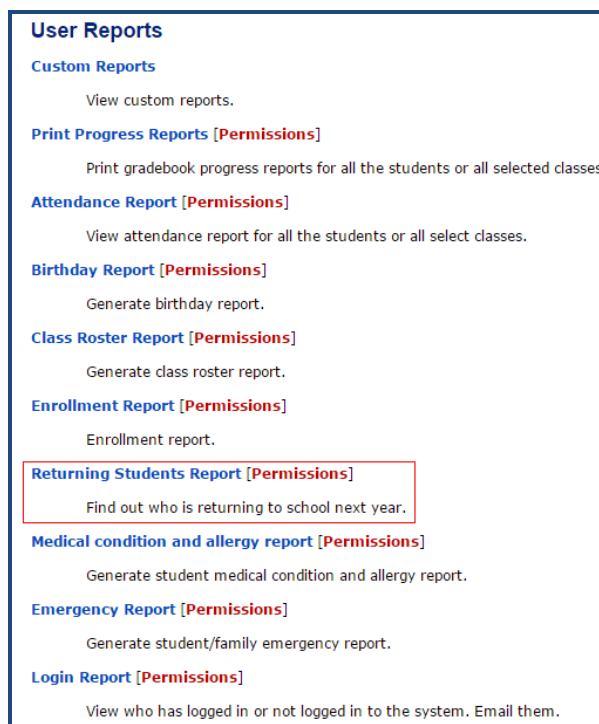 User Reports
Custom Reports
View custom reports.
Print Progress Reports [Permissions]
Print gradebook progress reports for all the students or all selected classes
Attendance Report [Permissions]
View attendance report for all the students or all select classes.
Birthday Report [Permissions]
Generate birthday report.
Class Roster Report [Permissions]
Generate class roster report.
Enrollment Report [Permissions]
Enrollment report.
Returning Students Report [Permissions]
Find out who is returning to school next year.
Medical condition and allergy report [Permissions]
Generate student medical condition and allergy report.
Emergency Report [Permissions]
Generate student/family emergency report.
Login Report [Permissions]
View who has logged in or not logged in to the system. Email them.